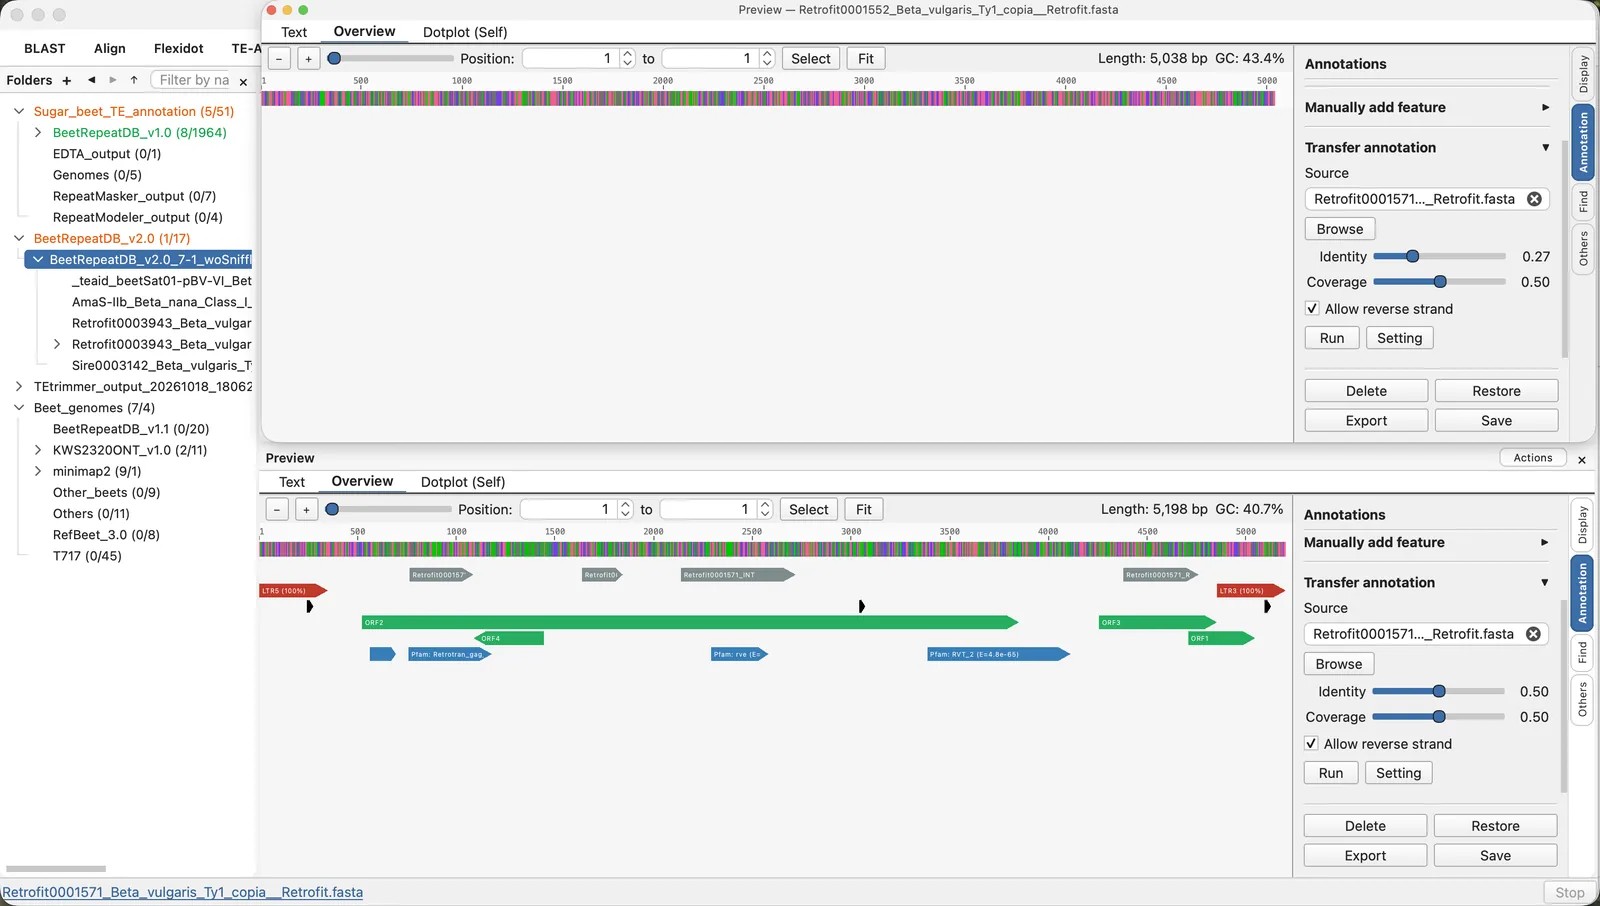 Preview — Retrofit0001552_Beta_vulgaris_Ty1_copia__Retrofit.fasta
BLAST Align Flexidot TE-A
Folders + Filter by na ×
Sugar_beet_TE_annotation (5/51)
BeetRepeatDB_v1.0 (8/1964)
EDTA_output (0/1)
Genomes (0/5)
RepeatMasker_output (0/7)
RepeatModeler_output (0/4)
BeetRepeatDB_v2.0 (1/17)
BeetRepeatDB_v2.0_7-1_woSniffl
_teaid_beetSat01-pBV-VI_Bet
AmaS-IIb_Beta_nana_Class_I_
Retrofit0003943_Beta_vulgar
Retrofit0003943_Beta_vulgar
Sire0003142_Beta_vulgaris_T
TEtrimmer_output_20261018_18062
Beet_genomes (7/4)
BeetRepeatDB_v1.1 (0/20)
KWS2320ONT_v1.0 (2/11)
minimap2 (9/1)
Other_beets (0/9)
Others (0/11)
RefBeet_3.0 (0/8)
T717 (0/45)
Text Overview Dotplot (Self)
- + Position: 1 to 1 Select Fit Length: 5,038 bp GC: 43.4%
1 500 1000 1500 2000 2500 3000 3500 4000 4500 5000
Annotations
Manually add feature
Transfer annotation
Source
Retrofit0001571..._Retrofit.fasta
Browse
Identity 0.27
Coverage 0.50
Allow reverse strand
Run Setting
Delete Restore
Export Save
Display
Annotation
Find
Others
Preview Actions ×
Text Overview Dotplot (Self)
- + Position: 1 to 1 Select Fit Length: 5,198 bp GC: 40.7%
1 500 1000 1500 2000 2500 3000 3500 4000 4500 5000
Retrofit000157 Retrofit0 Retrofit0001571_INT Retrofit0001571_R
LTR5 (100%) LTR3 (100%)
ORF2 ORF3
ORF4 ORF1
Pfam: Retrotran_gag_ Pfam: rve (E= Pfam: RVT_2 (E=4.8e-65)
Annotations
Manually add feature
Transfer annotation
Source
Retrofit0001571..._Retrofit.fasta
Browse
Identity 0.50
Coverage 0.50
Allow reverse strand
Run Setting
Delete Restore
Export Save
Display
Annotation
Find
Others
Retrofit0001571_Beta_vulgaris_Ty1_copia__Retrofit.fasta
Stop